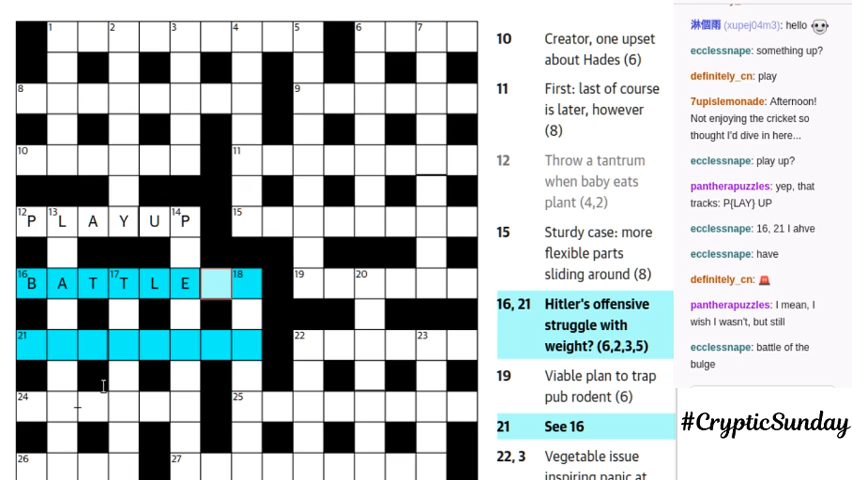 1 2 3 4 5 6 7
8 9
10 11
12 P 13 L A Y U 14 P 15
16 B A T 17 T L E 18 19 20
21 22 23
24 25
26 27
10 Creator, one upset
about Hades (6)
11 First: last of course
is later, however
(8)
12 Throw a tantrum
when baby eats
plant (4,2)
15 Sturdy case: more
flexible parts
sliding around (8)
16, 21 Hitler's offensive
struggle with
weight? (6,2,3,5)
19 Viable plan to trap
pub rodent (6)
21 See 16
22, 3 Vegetable issue
inspiring panic at
淋個雨 (xupej04m3): hello
ecclessnape: something up?
definitely_cn: play
7upislemonade: Afternoon!
Not enjoying the cricket so
thought I'd dive in here...
ecclessnape: play up?
pantherapuzzles: yep, that
tracks: P{LAY} UP
ecclessnape: 16, 21 I ahve
ecclessnape: have
definitely_cn: 🚨
pantherapuzzles: I mean, I
wish I wasn't, but still
ecclessnape: battle of the
bulge
#CrypticSunday